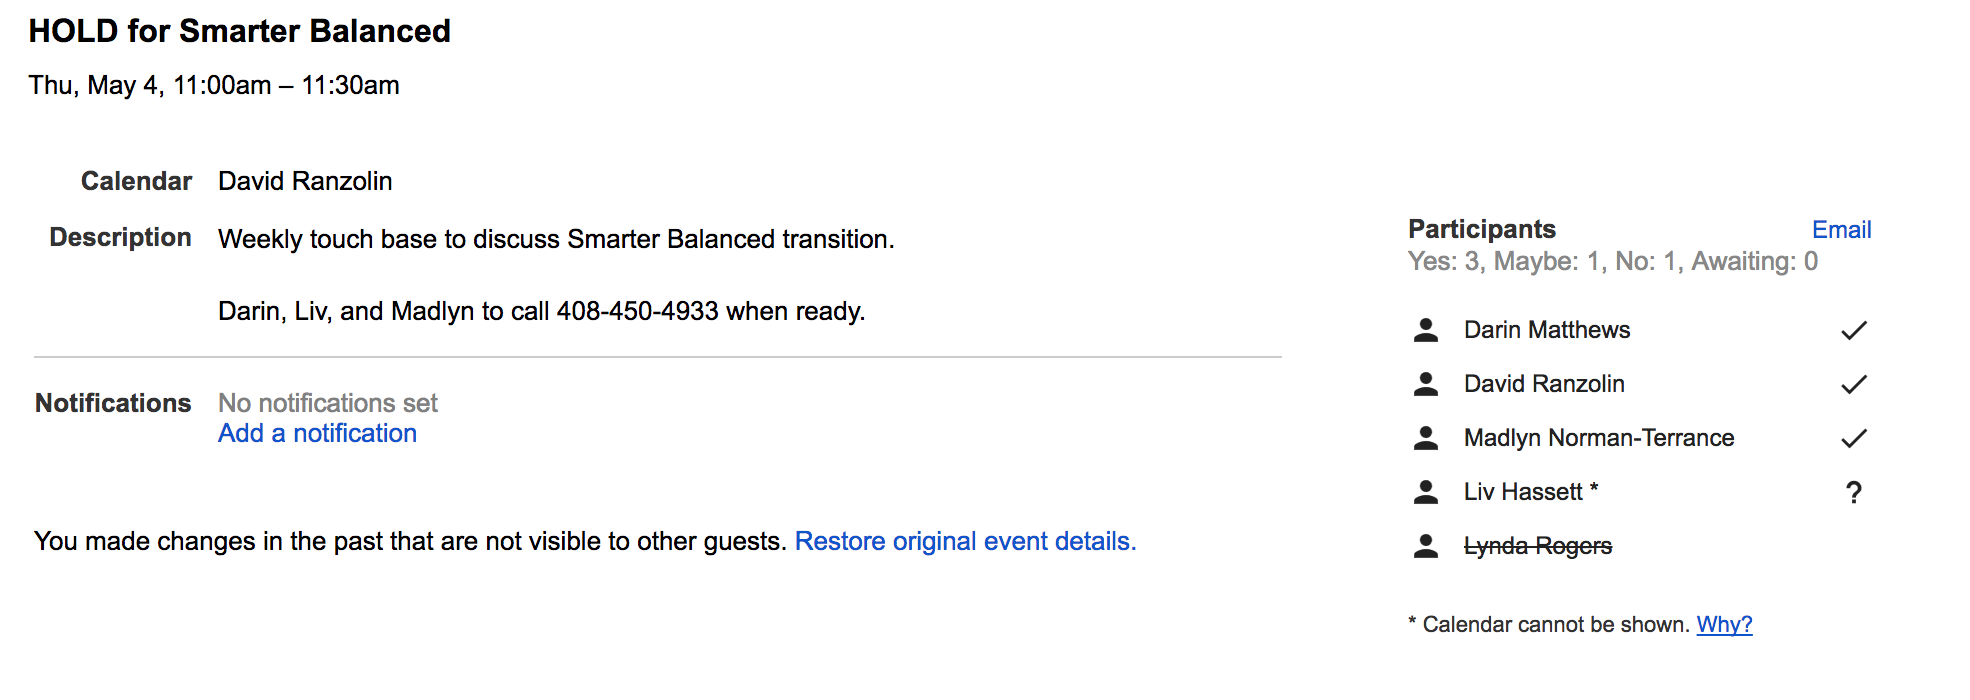 HOLD for Smarter Balanced
Thu, May 4, 11:00am – 11:30am
Calendar David Ranzolin
Description Weekly touch base to discuss Smarter Balanced transition.
Darin, Liv, and Madlyn to call 408-450-4933 when ready.
Notifications No notifications set
Add a notification
You made changes in the past that are not visible to other guests. Restore original event details.
Participants Email
Yes: 3, Maybe: 1, No: 1, Awaiting: 0
Darin Matthews
David Ranzolin
Madlyn Norman-Terrance
Liv Hassett * ?
Lynda Rogers
* Calendar cannot be shown. Why?